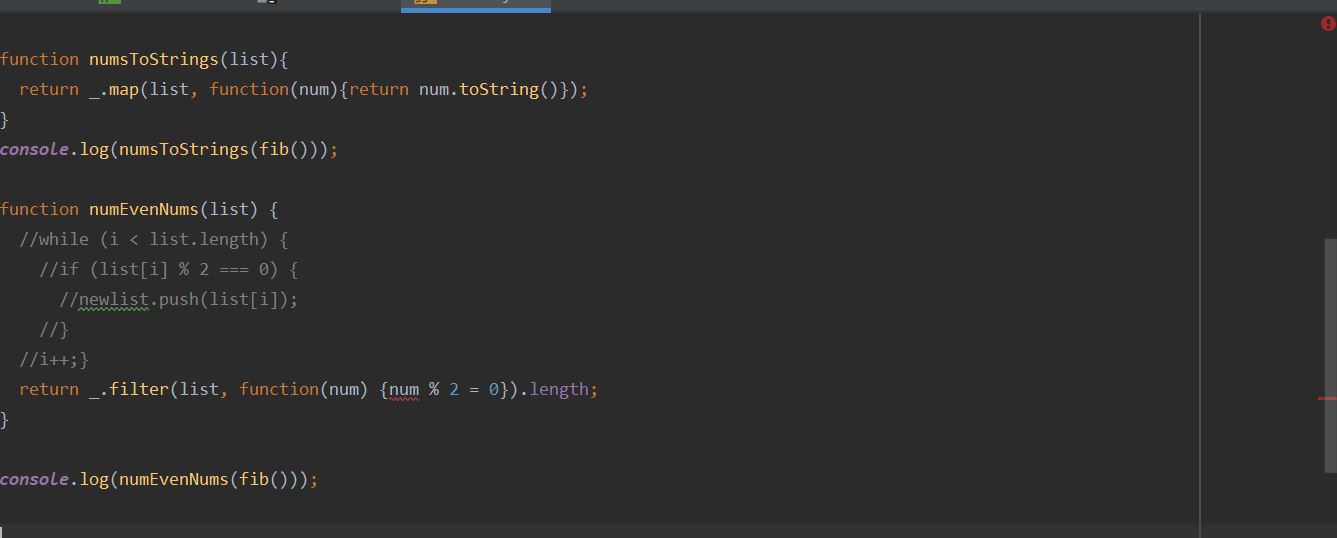 function numsToStrings(list){
  return _.map(list, function(num){return num.toString()});
}
console.log(numsToStrings(fib()));

function numEvenNums(list) {
  //while (i < list.length) {
    //if (list[i] % 2 === 0) {
      //newlist.push(list[i]);
    //}
  //i++;}
  return _.filter(list, function(num) {num % 2 = 0}).length;
}

console.log(numEvenNums(fib()));